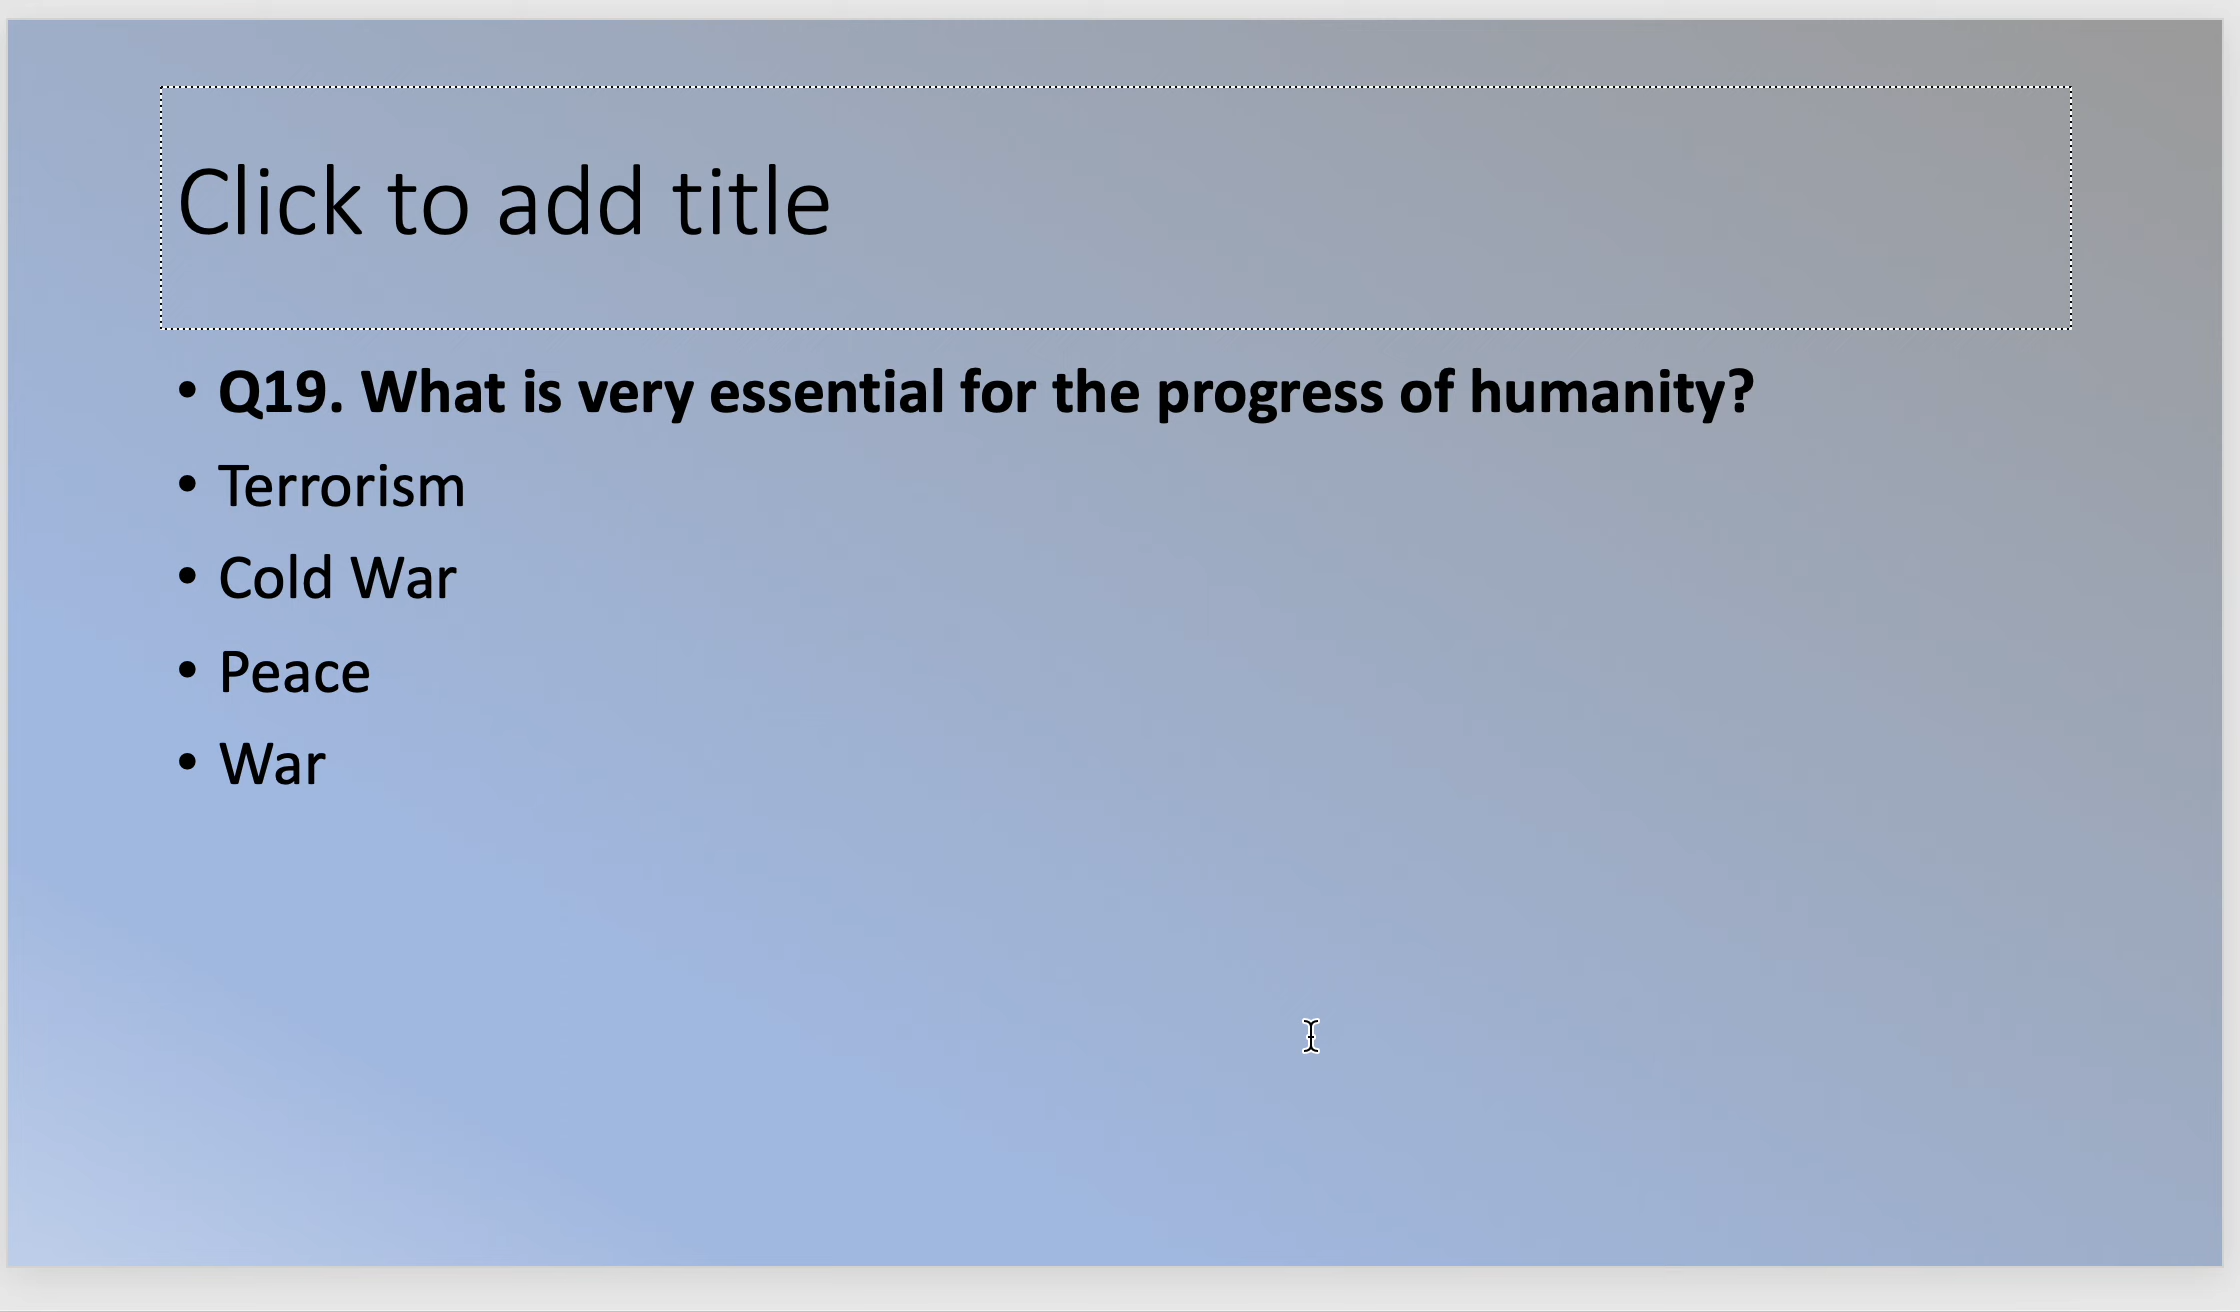 Click to add title
• Q19. What is very essential for the progress of humanity?
• Terrorism
• Cold War
• Peace
• War